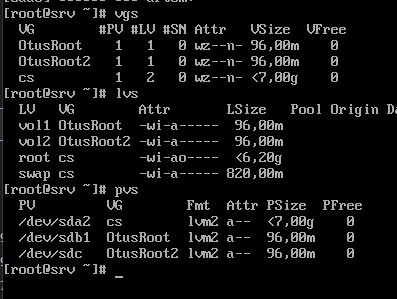 [root@srv ~]# vgs
VG #PV #LV #SN Attr VSize VFree
OtusRoot 1 1 0 wz--n- 96,00m 0
OtusRoot2 1 1 0 wz--n- 96,00m 0
cs 1 2 0 wz--n- <7,00g 0
[root@srv ~]# lvs
LV VG Attr LSize Pool Origin Da
vol1 OtusRoot -wi-a----- 96,00m
vol2 OtusRoot2 -wi-a----- 96,00m
root cs -wi-ao---- <6,20g
swap cs -wi-a----- 820,00m
[root@srv ~]# pvs
PV VG Fmt Attr PSize PFree
/dev/sda2 cs lvm2 a-- <7,00g 0
/dev/sdb1 OtusRoot lvm2 a-- 96,00m 0
/dev/sdc OtusRoot2 lvm2 a-- 96,00m 0
[root@srv ~]# _